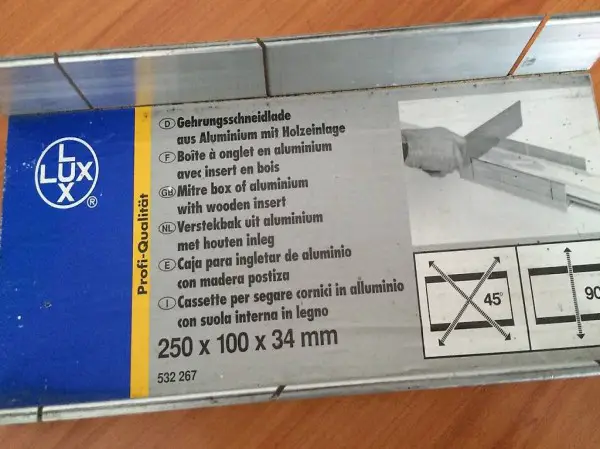 LUX
LUX
®
Profi-Qualität
D Gehrungsschneidlade
aus Aluminium mit Holzeinlage
F Boîte à onglet en aluminium
avec insert en bois
GB Mitre box of aluminium
with wooden insert
NL Verstekbak uit aluminium
met houten inleg
E Caja para ingletar de aluminio
con madera postiza
I Cassette per segare cornici in alluminio
con suola interna in legno
250 x 100 x 34 mm
532 267
45°
90